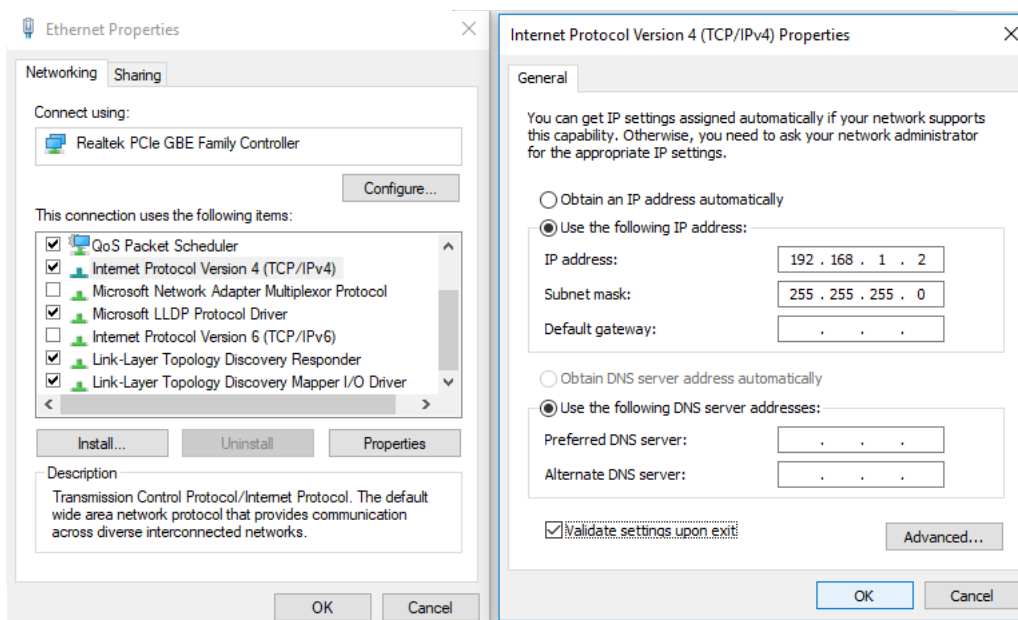 Ethernet Properties
Networking
Sharing
Connect using:
Realtek PCIe GBE Family Controller
Configure...
This connection uses the following items:
QoS Packet Scheduler
Internet Protocol Version 4 (TCP/IPv4)
Microsoft Network Adapter Multiplexor Protocol
Microsoft LLDP Protocol Driver
Internet Protocol Version 6 (TCP/IPv6)
Link-Layer Topology Discovery Responder
Link-Layer Topology Discovery Mapper I/O Driver
Install...
Uninstall
Properties
Description
Transmission Control Protocol/Internet Protocol. The default
wide area network protocol that provides communication
across diverse interconnected networks.
OK
Cancel
Internet Protocol Version 4 (TCP/IPv4) Properties
General
You can get IP settings assigned automatically if your network supports
this capability. Otherwise, you need to ask your network administrator
for the appropriate IP settings.
Obtain an IP address automatically
Use the following IP address:
IP address: 192 . 168 . 1 . 2
Subnet mask: 255 . 255 . 255 . 0
Default gateway: . . .
Obtain DNS server address automatically
Use the following DNS server addresses:
Preferred DNS server: . . .
Alternate DNS server: . . .
Validate settings upon exit
Advanced...
OK
Cancel